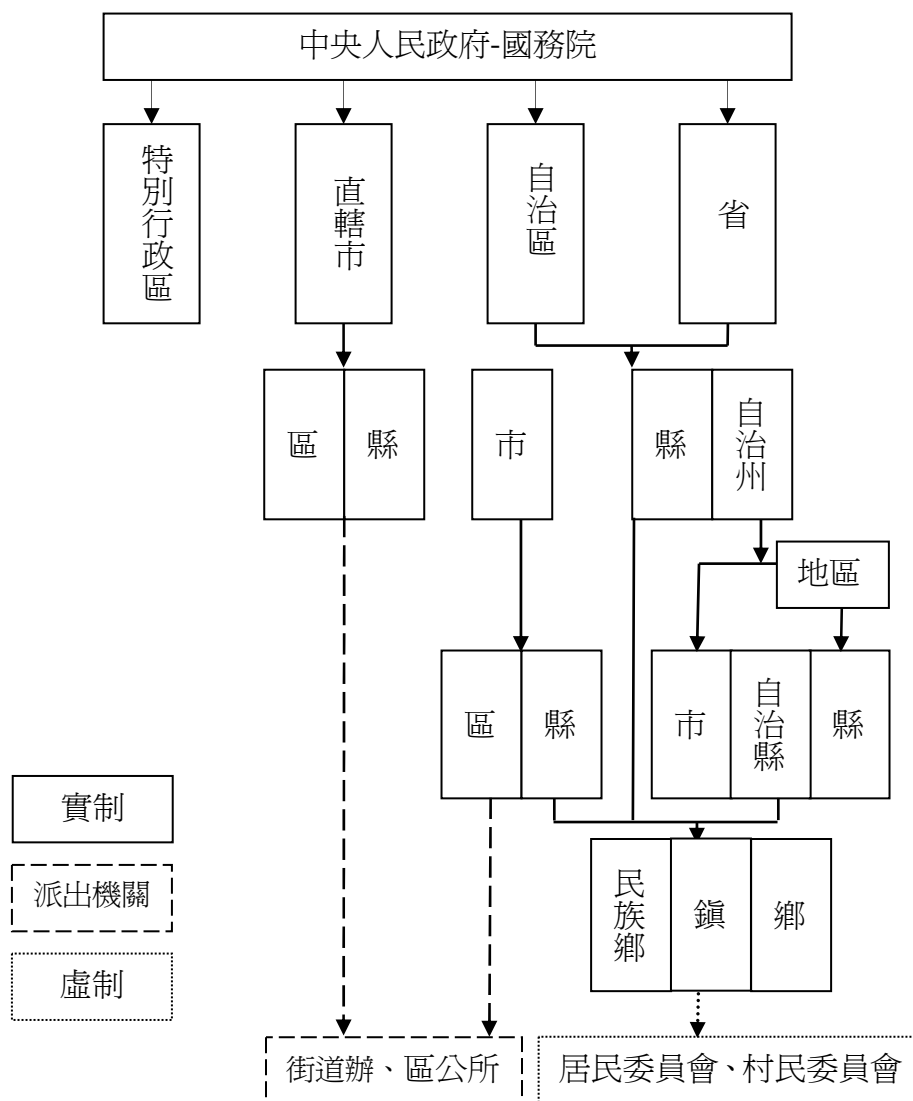 中央人民政府-國務院
特別行政區
直轄市
自治區
省
區
縣
市
縣
自治州
地區
區
縣
市
自治縣
縣
實制
派出機關
虛制
民族鄉
鎮
鄉
街道辦、區公所
居民委員會、村民委員會